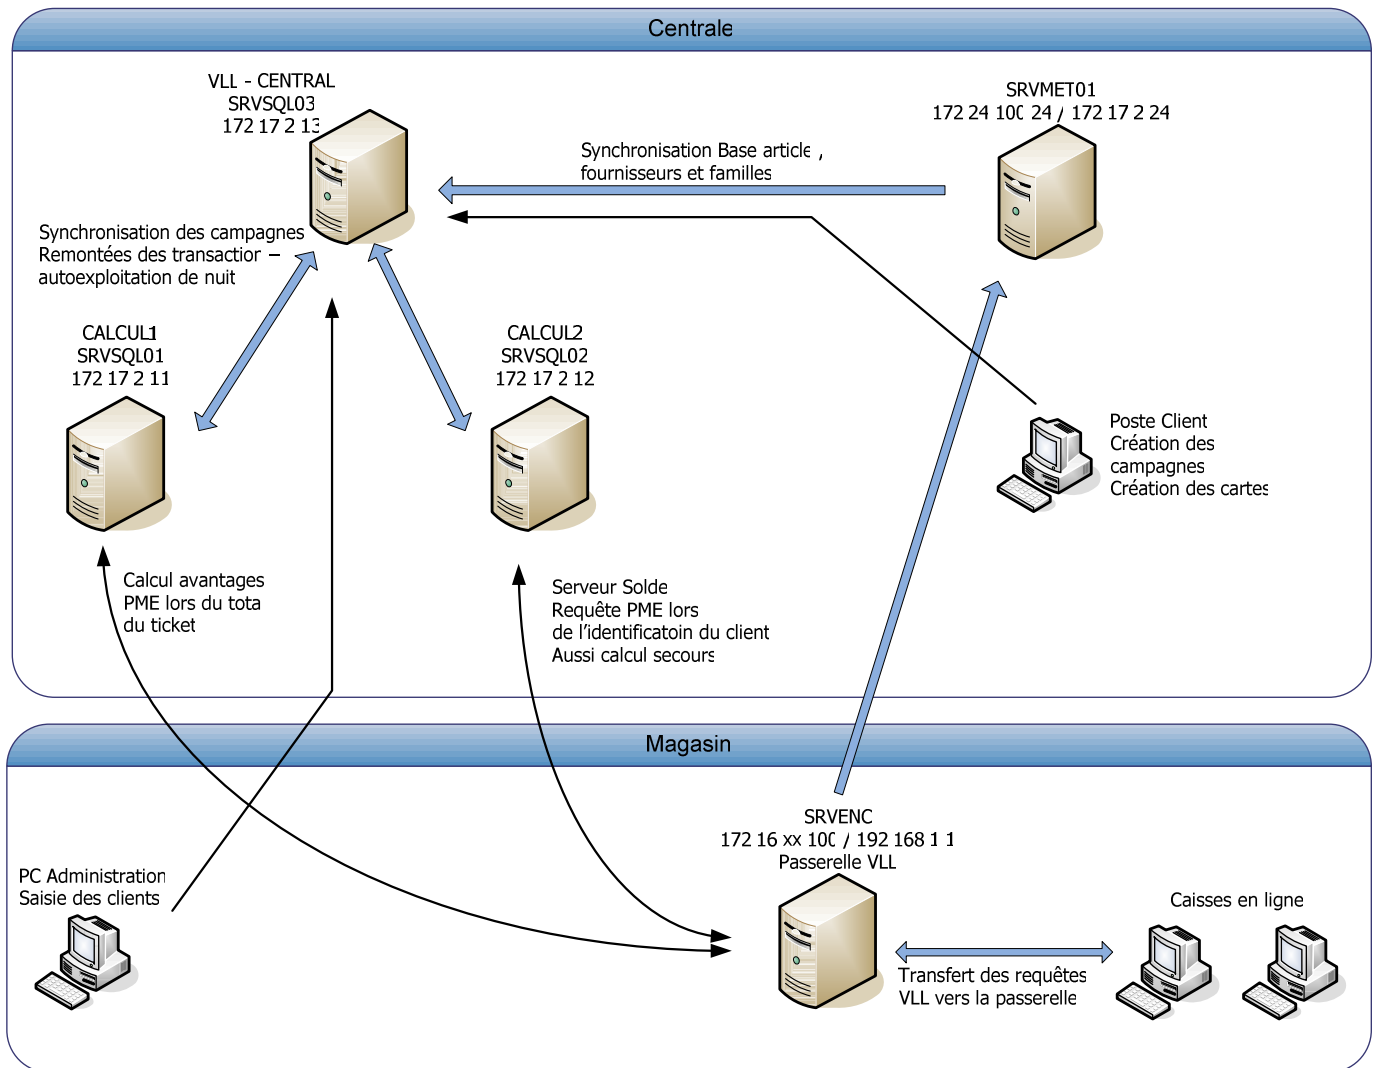 Centrale
VLL - CENTRAL
SRVSQL03
172 17 2 13
SRVMET01
172 24 100 24 / 172 17 2 24
Synchronisation Base article ,
fournisseurs et familles
Synchronisation des campagnes
Remontées des transaction –
autoexploitation de nuit
CALCUL1
SRVSQL01
172 17 2 11
CALCUL2
SRVSQL02
172 17 2 12
Poste Client
Création des
campagnes
Création des cartes
Calcul avantages
PME lors du tota
du ticket
Serveur Solde
Requête PME lors
de l'identificatoin du client
Aussi calcul secours
Magasin
SRVENC
172 16 xx 100 / 192 168 1 1
Passerelle VLL
PC Administration
Saisie des clients
Caisses en ligne
Transfert des requêtes
VLL vers la passerelle